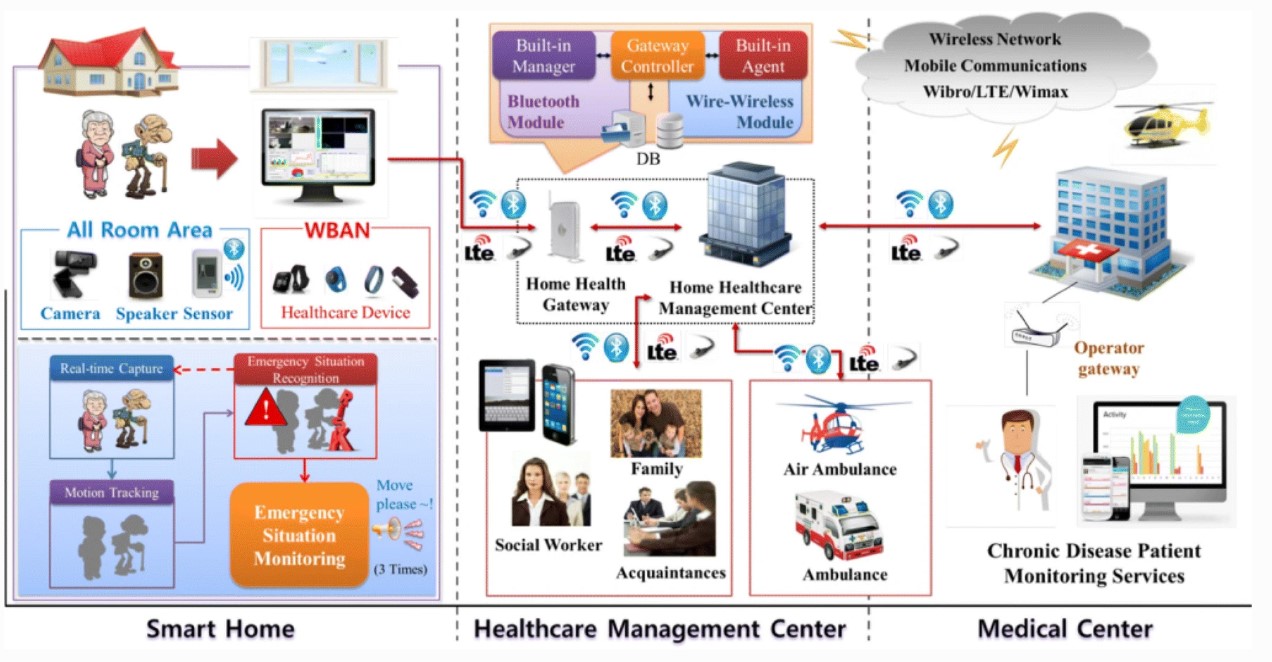 All Room Area
Camera
Speaker
Sensor
WBAN
Healthcare Device
Real-time Capture
Emergency Situation
Recognition
RISK
Motion Tracking
Emergency
Situation
Monitoring
Move
please ~!
(3 Times)
Smart Home
Built-in
Manager
Gateway
Controller
Built-in
Agent
Bluetooth
Module
Wire-Wireless
Module
DB
Lte
Lte
Home Health
Gateway
Home Healthcare
Management Center
Lte
Lte
Family
Social Worker
Acquaintances
Air Ambulance
Ambulance
Healthcare Management Center
Wireless Network
Mobile Communications
Wibro/LTE/Wimax
Lte
Operator
gateway
Activity
Chronic Disease Patient
Monitoring Services
Medical Center